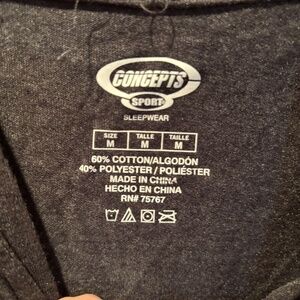 CONCEPTS
SPORT
SLEEPWEAR
SIZE TALLE TAILLE
M M M
60% COTTON/ALGODÓN
40% POLYESTER / POLIÉSTER
MADE IN CHINA
HECHO EN CHINA
RN# 75767